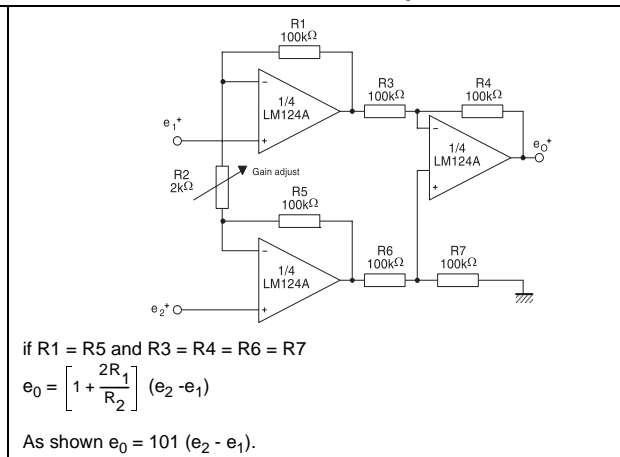 R1
100kΩ
1/4
LM124A
e1+
R3
100kΩ
R4
100kΩ
1/4
LM124A
eO+
R2
2kΩ
Gain adjust
R5
100kΩ
1/4
LM124A
e2+
R6
100kΩ
R7
100kΩ
if R1 = R5 and R3 = R4 = R6 = R7
e0 = [1 + 2R1/R2] (e2 -e1)
As shown e0 = 101 (e2 - e1).